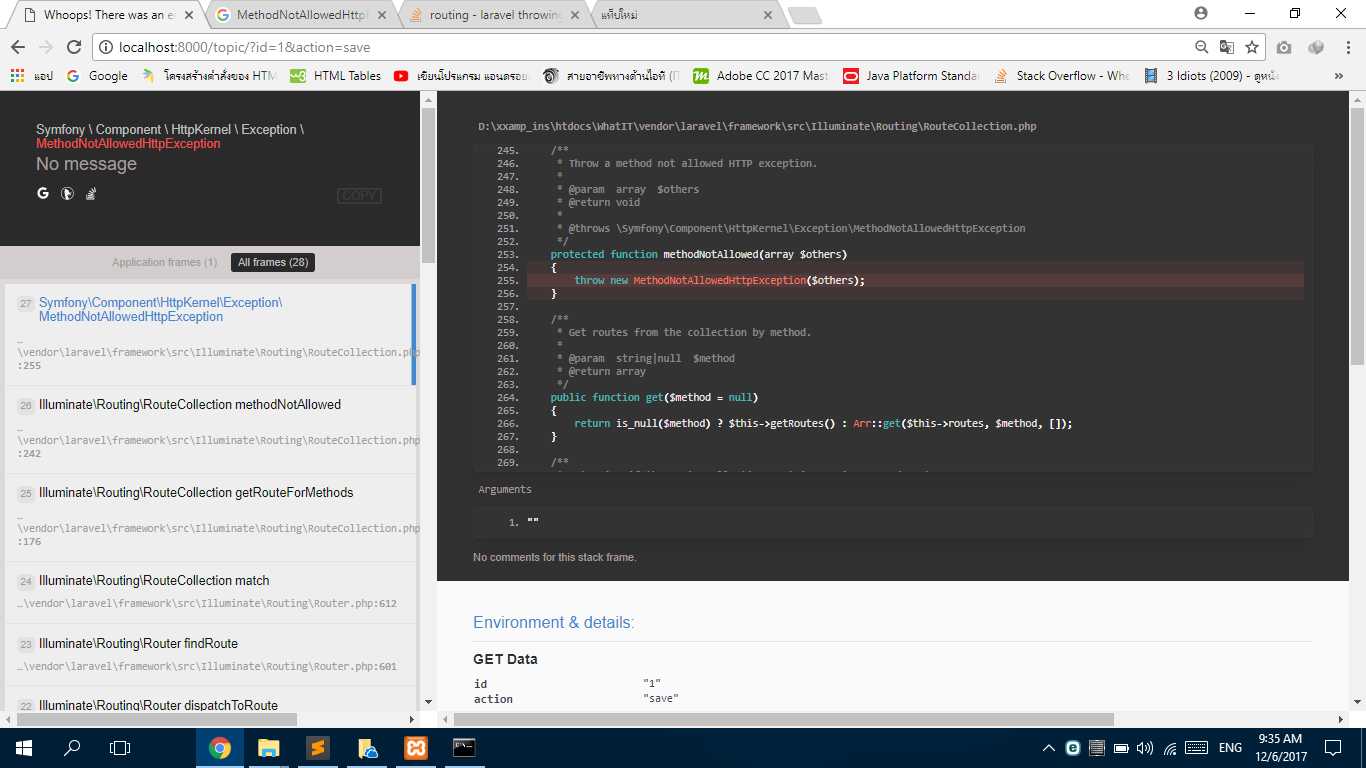 Whoops! There was an e
MethodNotAllowedHttpE
routing - laravel throwing
แท็บใหม่
localhost:8000/topic/?id=1&action=save
แอป
Google
โครงสร้างคำสั่งของ HTM
HTML Tables
เขียนโปรแกรม แอนดรอย
สายอาชีพทางด้านไอที (IT
Adobe CC 2017 Mast
Java Platform Standar
Stack Overflow - Whe
3 Idiots (2009) - ดูหนัง
»
Symfony \ Component \ HttpKernel \ Exception \
MethodNotAllowedHttpException
No message
COPY
Application frames (1)
All frames (28)
27
Symfony\Component\HttpKernel\Exception\
MethodNotAllowedHttpException
…
\vendor\laravel\framework\src\Illuminate\Routing\RouteCollection.php
:255
26
Illuminate\Routing\RouteCollection methodNotAllowed
…
\vendor\laravel\framework\src\Illuminate\Routing\RouteCollection.php
:242
25
Illuminate\Routing\RouteCollection getRouteForMethods
…
\vendor\laravel\framework\src\Illuminate\Routing\RouteCollection.php
:176
24
Illuminate\Routing\RouteCollection match
…\vendor\laravel\framework\src\Illuminate\Routing\Router.php:612
23
Illuminate\Routing\Router findRoute
…\vendor\laravel\framework\src\Illuminate\Routing\Router.php:601
22
Illuminate\Routing\Router dispatchToRoute
D:\xxamp_ins\htdocs\WhatIT\vendor\laravel\framework\src\Illuminate\Routing\RouteCollection.php
245. /**
246. * Throw a method not allowed HTTP exception.
247. *
248. * @param  array  $others
249. * @return void
250. *
251. * @throws \Symfony\Component\HttpKernel\Exception\MethodNotAllowedHttpException
252. */
253. protected function methodNotAllowed(array $others)
254. {
255. throw new MethodNotAllowedHttpException($others);
256. }
257.
258. /**
259. * Get routes from the collection by method.
260. *
261. * @param  string|null  $method
262. * @return array
263. */
264. public function get($method = null)
265. {
266. return is_null($method) ? $this->getRoutes() : Arr::get($this->routes, $method, []);
267. }
268.
269. /**
Arguments
1. ""
No comments for this stack frame.
Environment & details:
GET Data
id "1"
action "save"
ENG
9:35 AM
12/6/2017